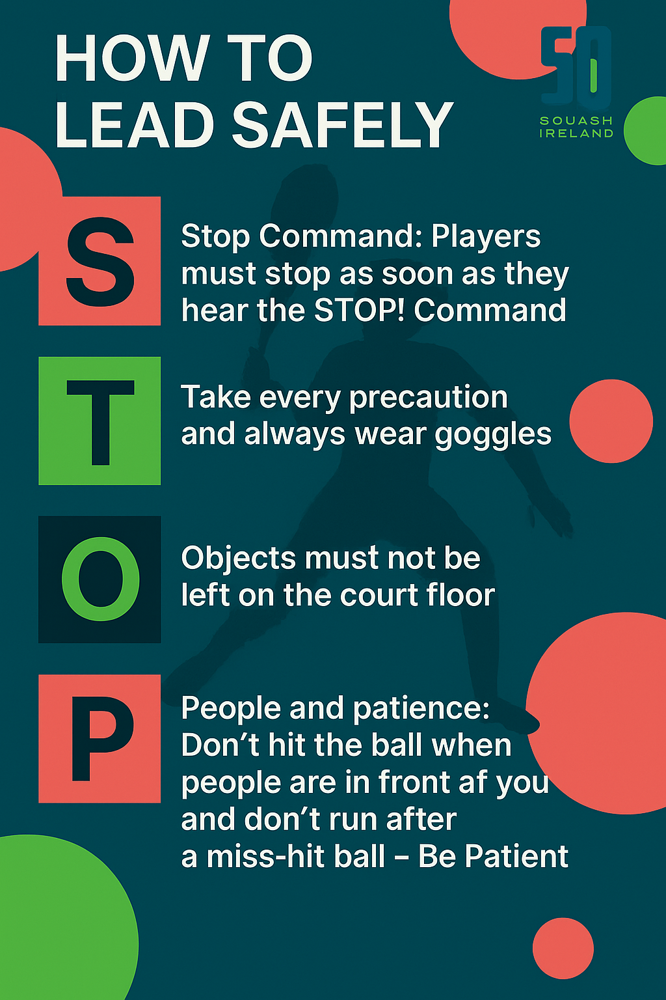 HOW TO
LEAD SAFELY
50
SQUASH
IRELAND
S
Stop Command: Players
must stop as soon as they
hear the STOP! Command
T
Take every precaution
and always wear goggles
O
Objects must not be
left on the court floor
P
People and patience:
Don’t hit the ball when
people are in front af you
and don’t run after
a miss-hit ball – Be Patient